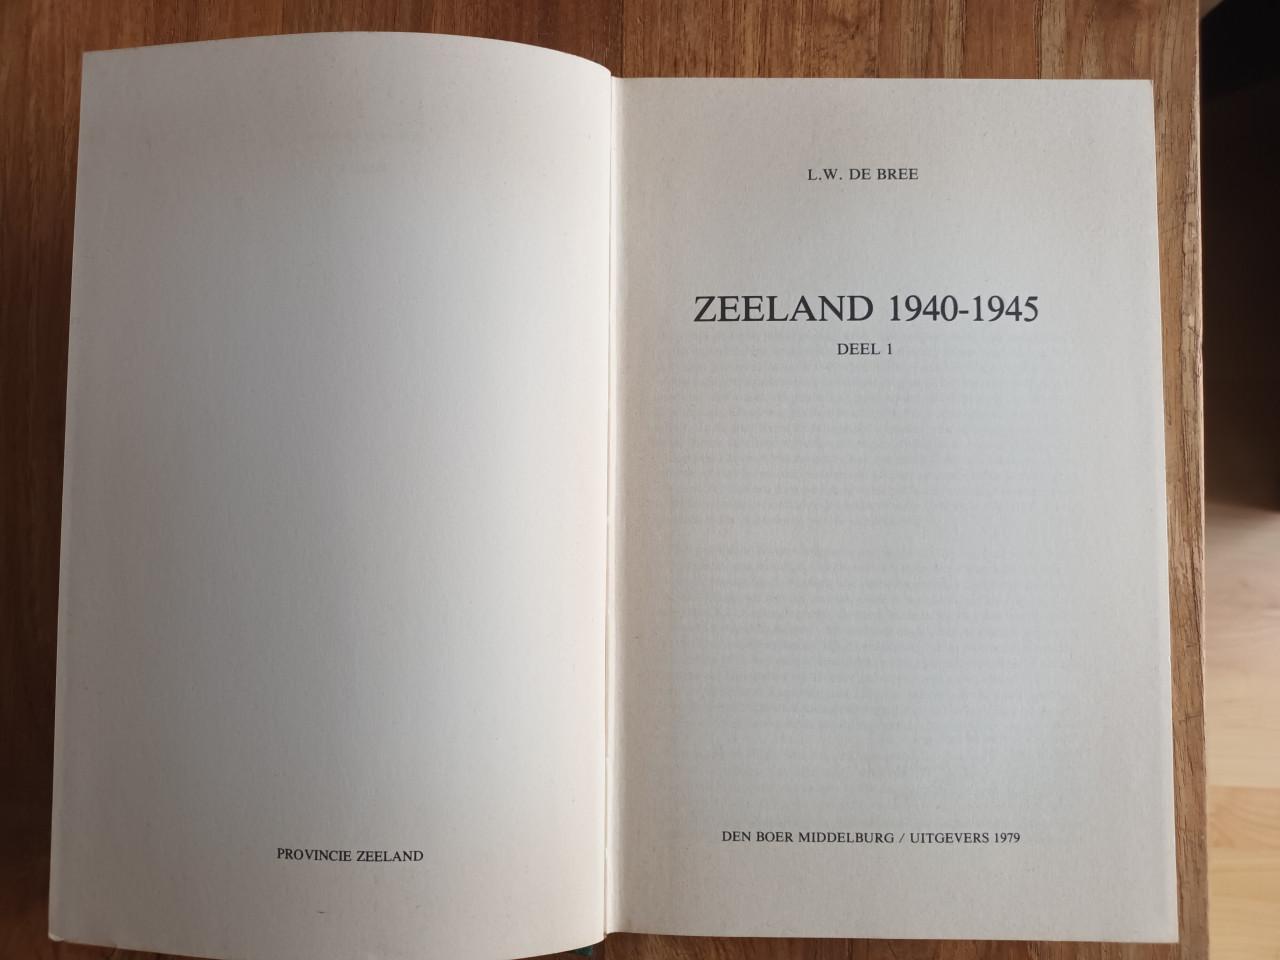 PROVINCIE ZEELAND
L.W. DE BREE
ZEELAND 1940-1945
DEEL 1
DEN BOER MIDDELBURG / UITGEVERS 1979